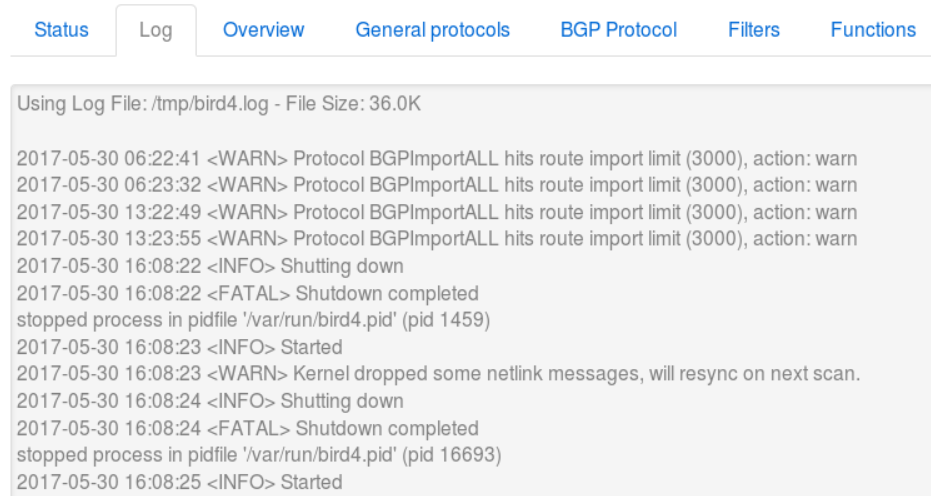 Status Log Overview General protocols BGP Protocol Filters Functions
Using Log File: /tmp/bird4.log - File Size: 36.0K
2017-05-30 06:22:41 <WARN> Protocol BGPImportALL hits route import limit (3000), action: warn
2017-05-30 06:23:32 <WARN> Protocol BGPImportALL hits route import limit (3000), action: warn
2017-05-30 13:22:49 <WARN> Protocol BGPImportALL hits route import limit (3000), action: warn
2017-05-30 13:23:55 <WARN> Protocol BGPImportALL hits route import limit (3000), action: warn
2017-05-30 16:08:22 <INFO> Shutting down
2017-05-30 16:08:22 <FATAL> Shutdown completed
stopped process in pidfile '/var/run/bird4.pid' (pid 1459)
2017-05-30 16:08:23 <INFO> Started
2017-05-30 16:08:23 <WARN> Kernel dropped some netlink messages, will resync on next scan.
2017-05-30 16:08:24 <INFO> Shutting down
2017-05-30 16:08:24 <FATAL> Shutdown completed
stopped process in pidfile '/var/run/bird4.pid' (pid 16693)
2017-05-30 16:08:25 <INFO> Started